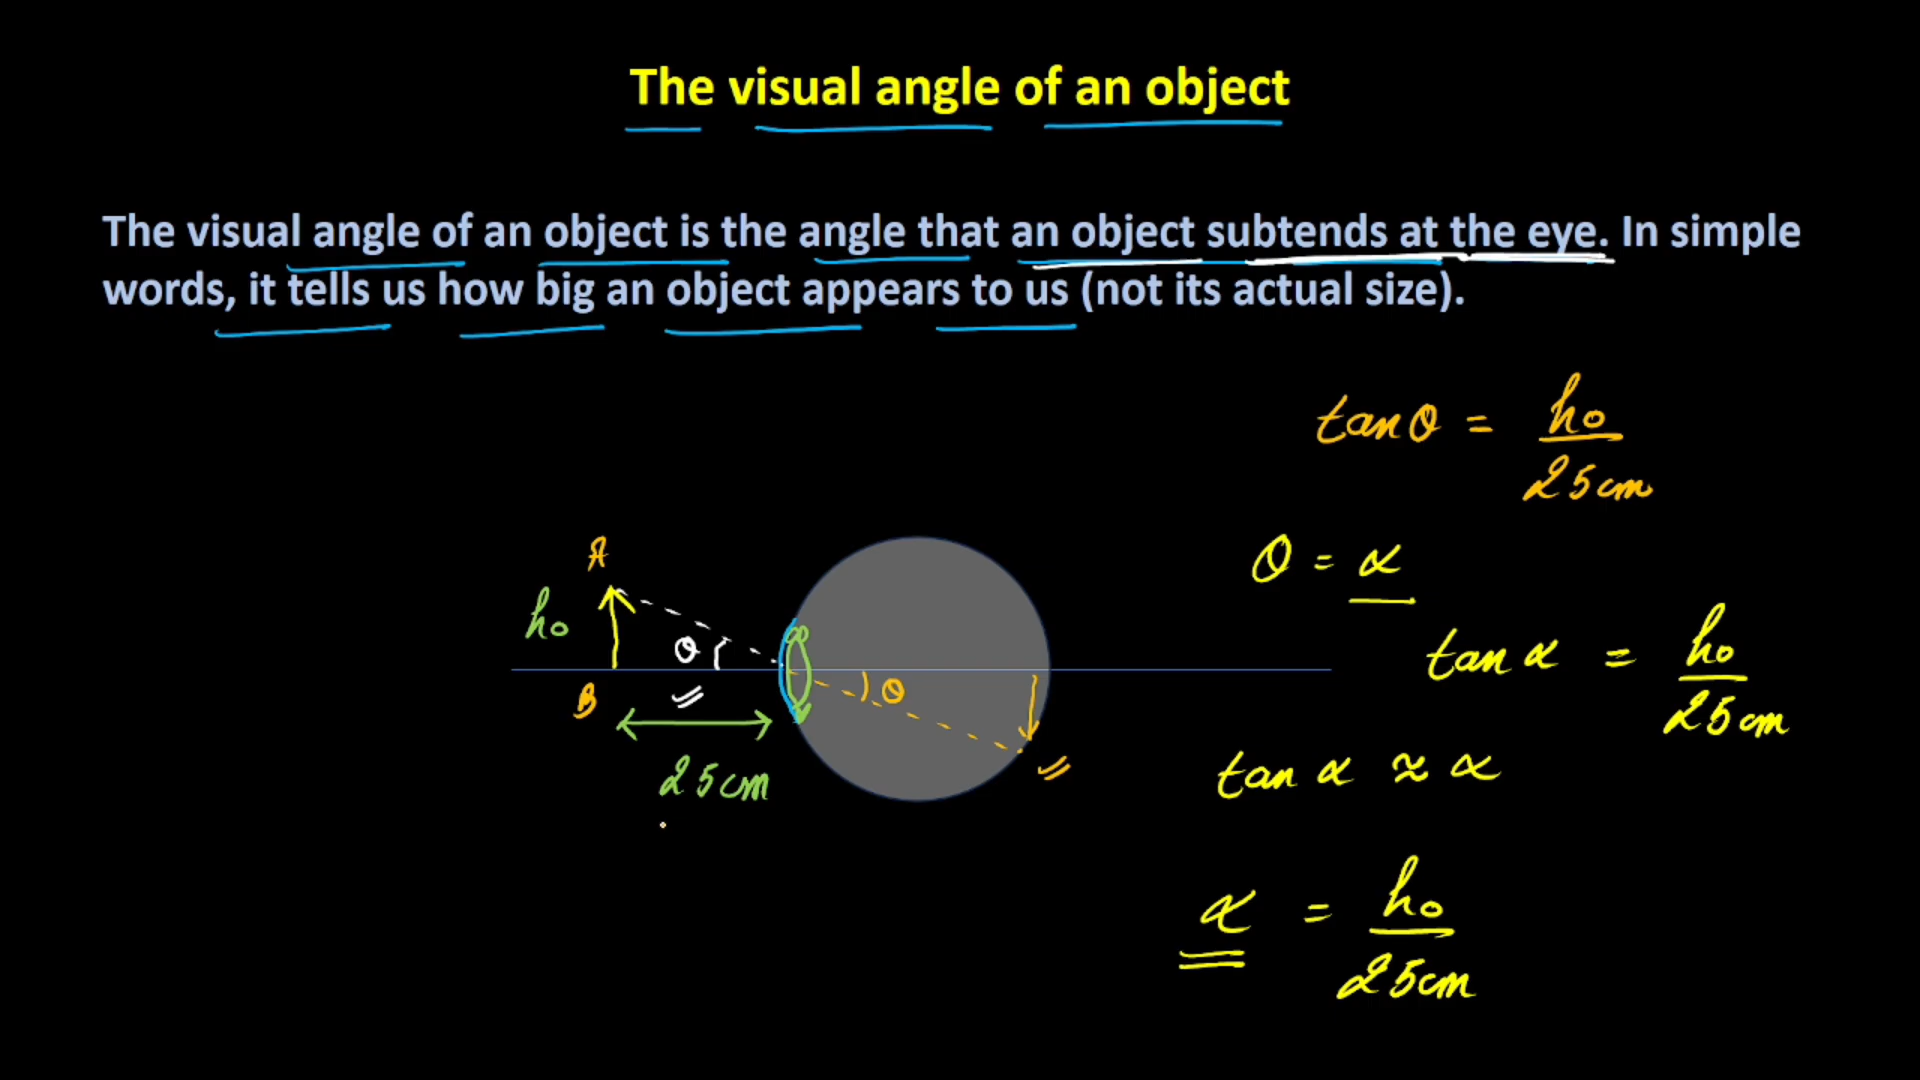 The visual angle of an object
The visual angle of an object is the angle that an object subtends at the eye. In simple
words, it tells us how big an object appears to us (not its actual size).
tanθ = ho
25cm
A
θ = α
ho
θ
tan α = ho
25cm
B
θ
25cm
tan α ≈ α
α = ho
25cm